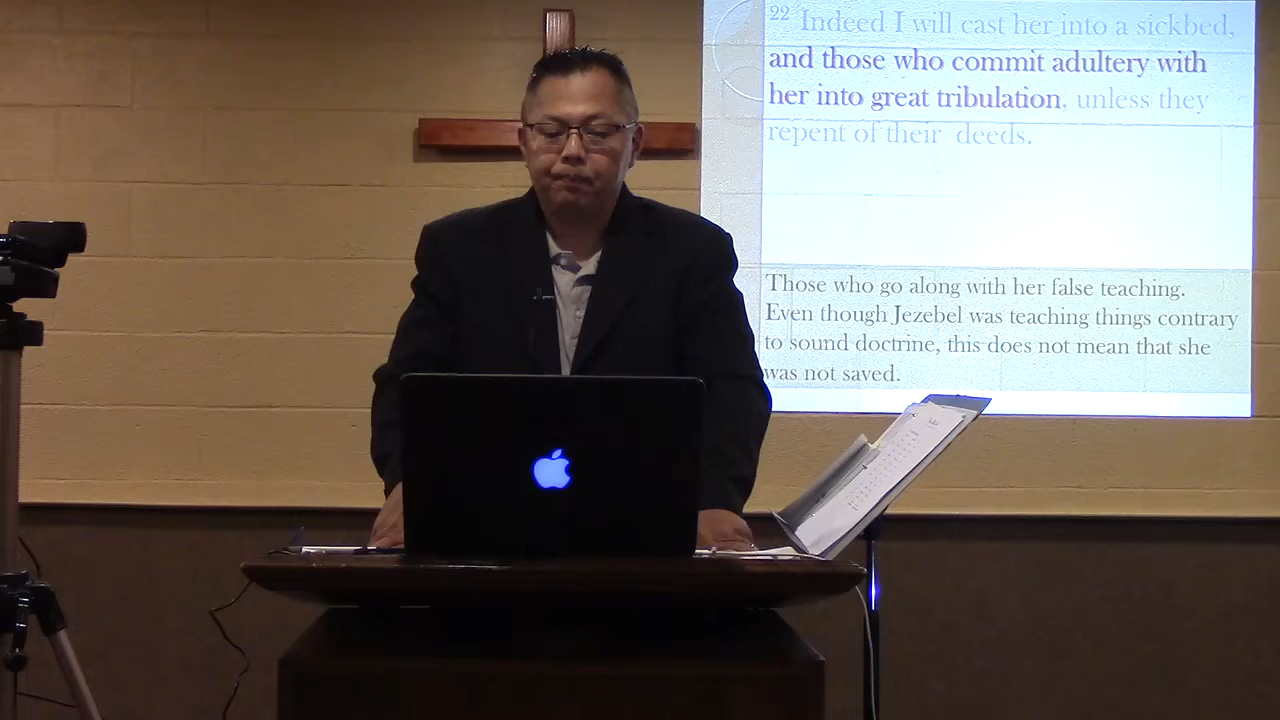 22 Indeed I will cast her into a sickbed,
and those who commit adultery with
her into great tribulation, unless they
repent of their deeds.
Those who go along with her false teaching.
Even though Jezebel was teaching things contrary
to sound doctrine, this does not mean that she
was not saved.